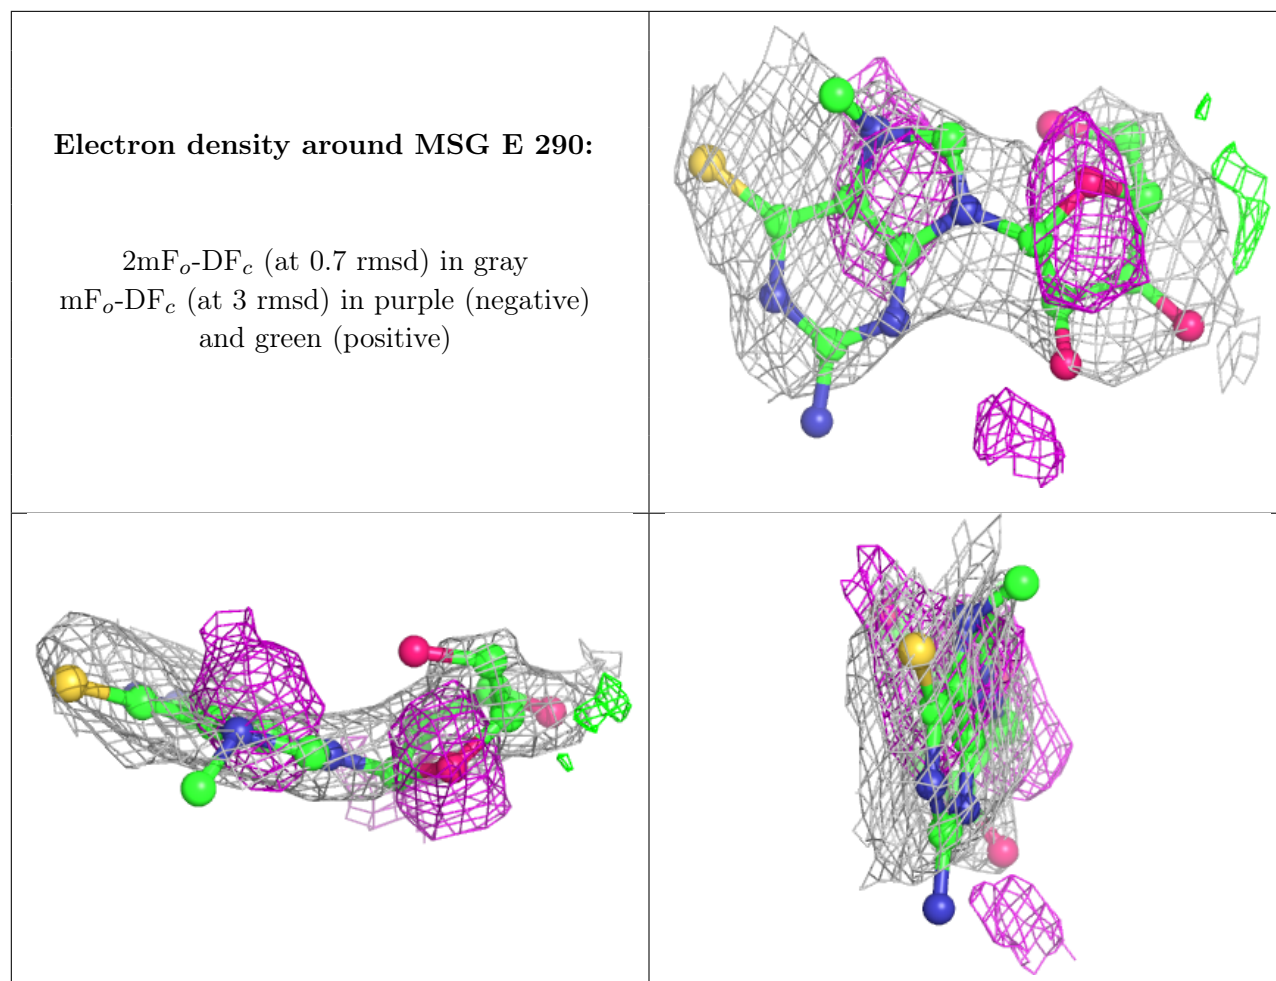 Electron density around MSG E 290:
2mFo-DFc (at 0.7 rmsd) in gray
mFo-DFc (at 3 rmsd) in purple (negative)
and green (positive)